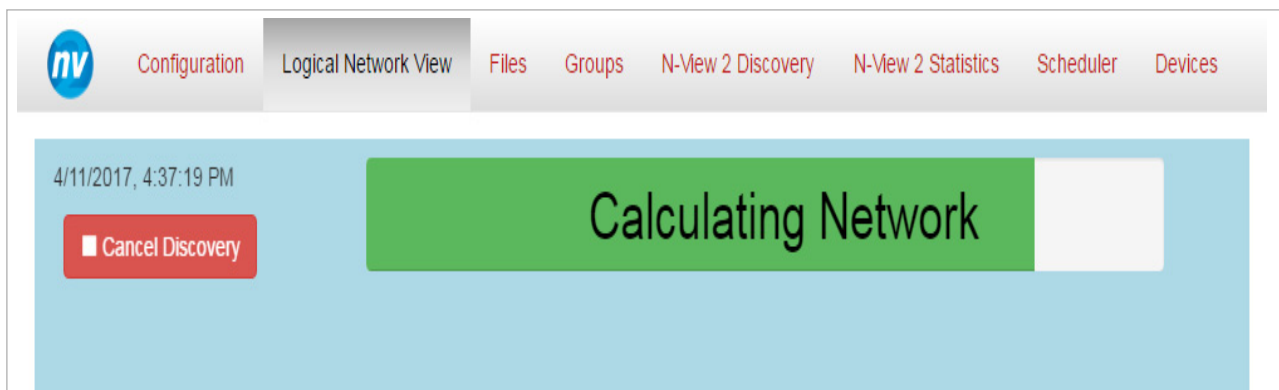 nv
Configuration Logical Network View Files Groups N-View 2 Discovery N-View 2 Statistics Scheduler Devices
4/11/2017, 4:37:19 PM
Calculating Network
Cancel Discovery